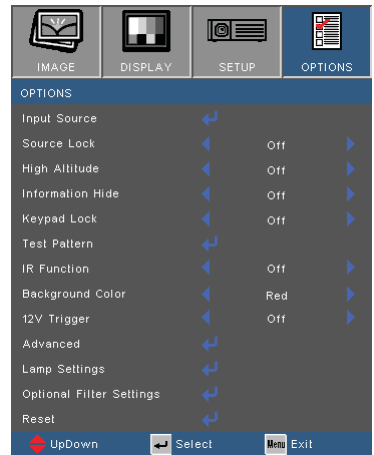 IMAGE DISPLAY SETUP OPTIONS
OPTIONS
Input Source
Source Lock Off
High Altitude Off
Information Hide Off
Keypad Lock Off
Test Pattern
IR Function Off
Background Color Red
12V Trigger Off
Advanced
Lamp Settings
Optional Filter Settings
Reset
UpDown Select Menu Exit